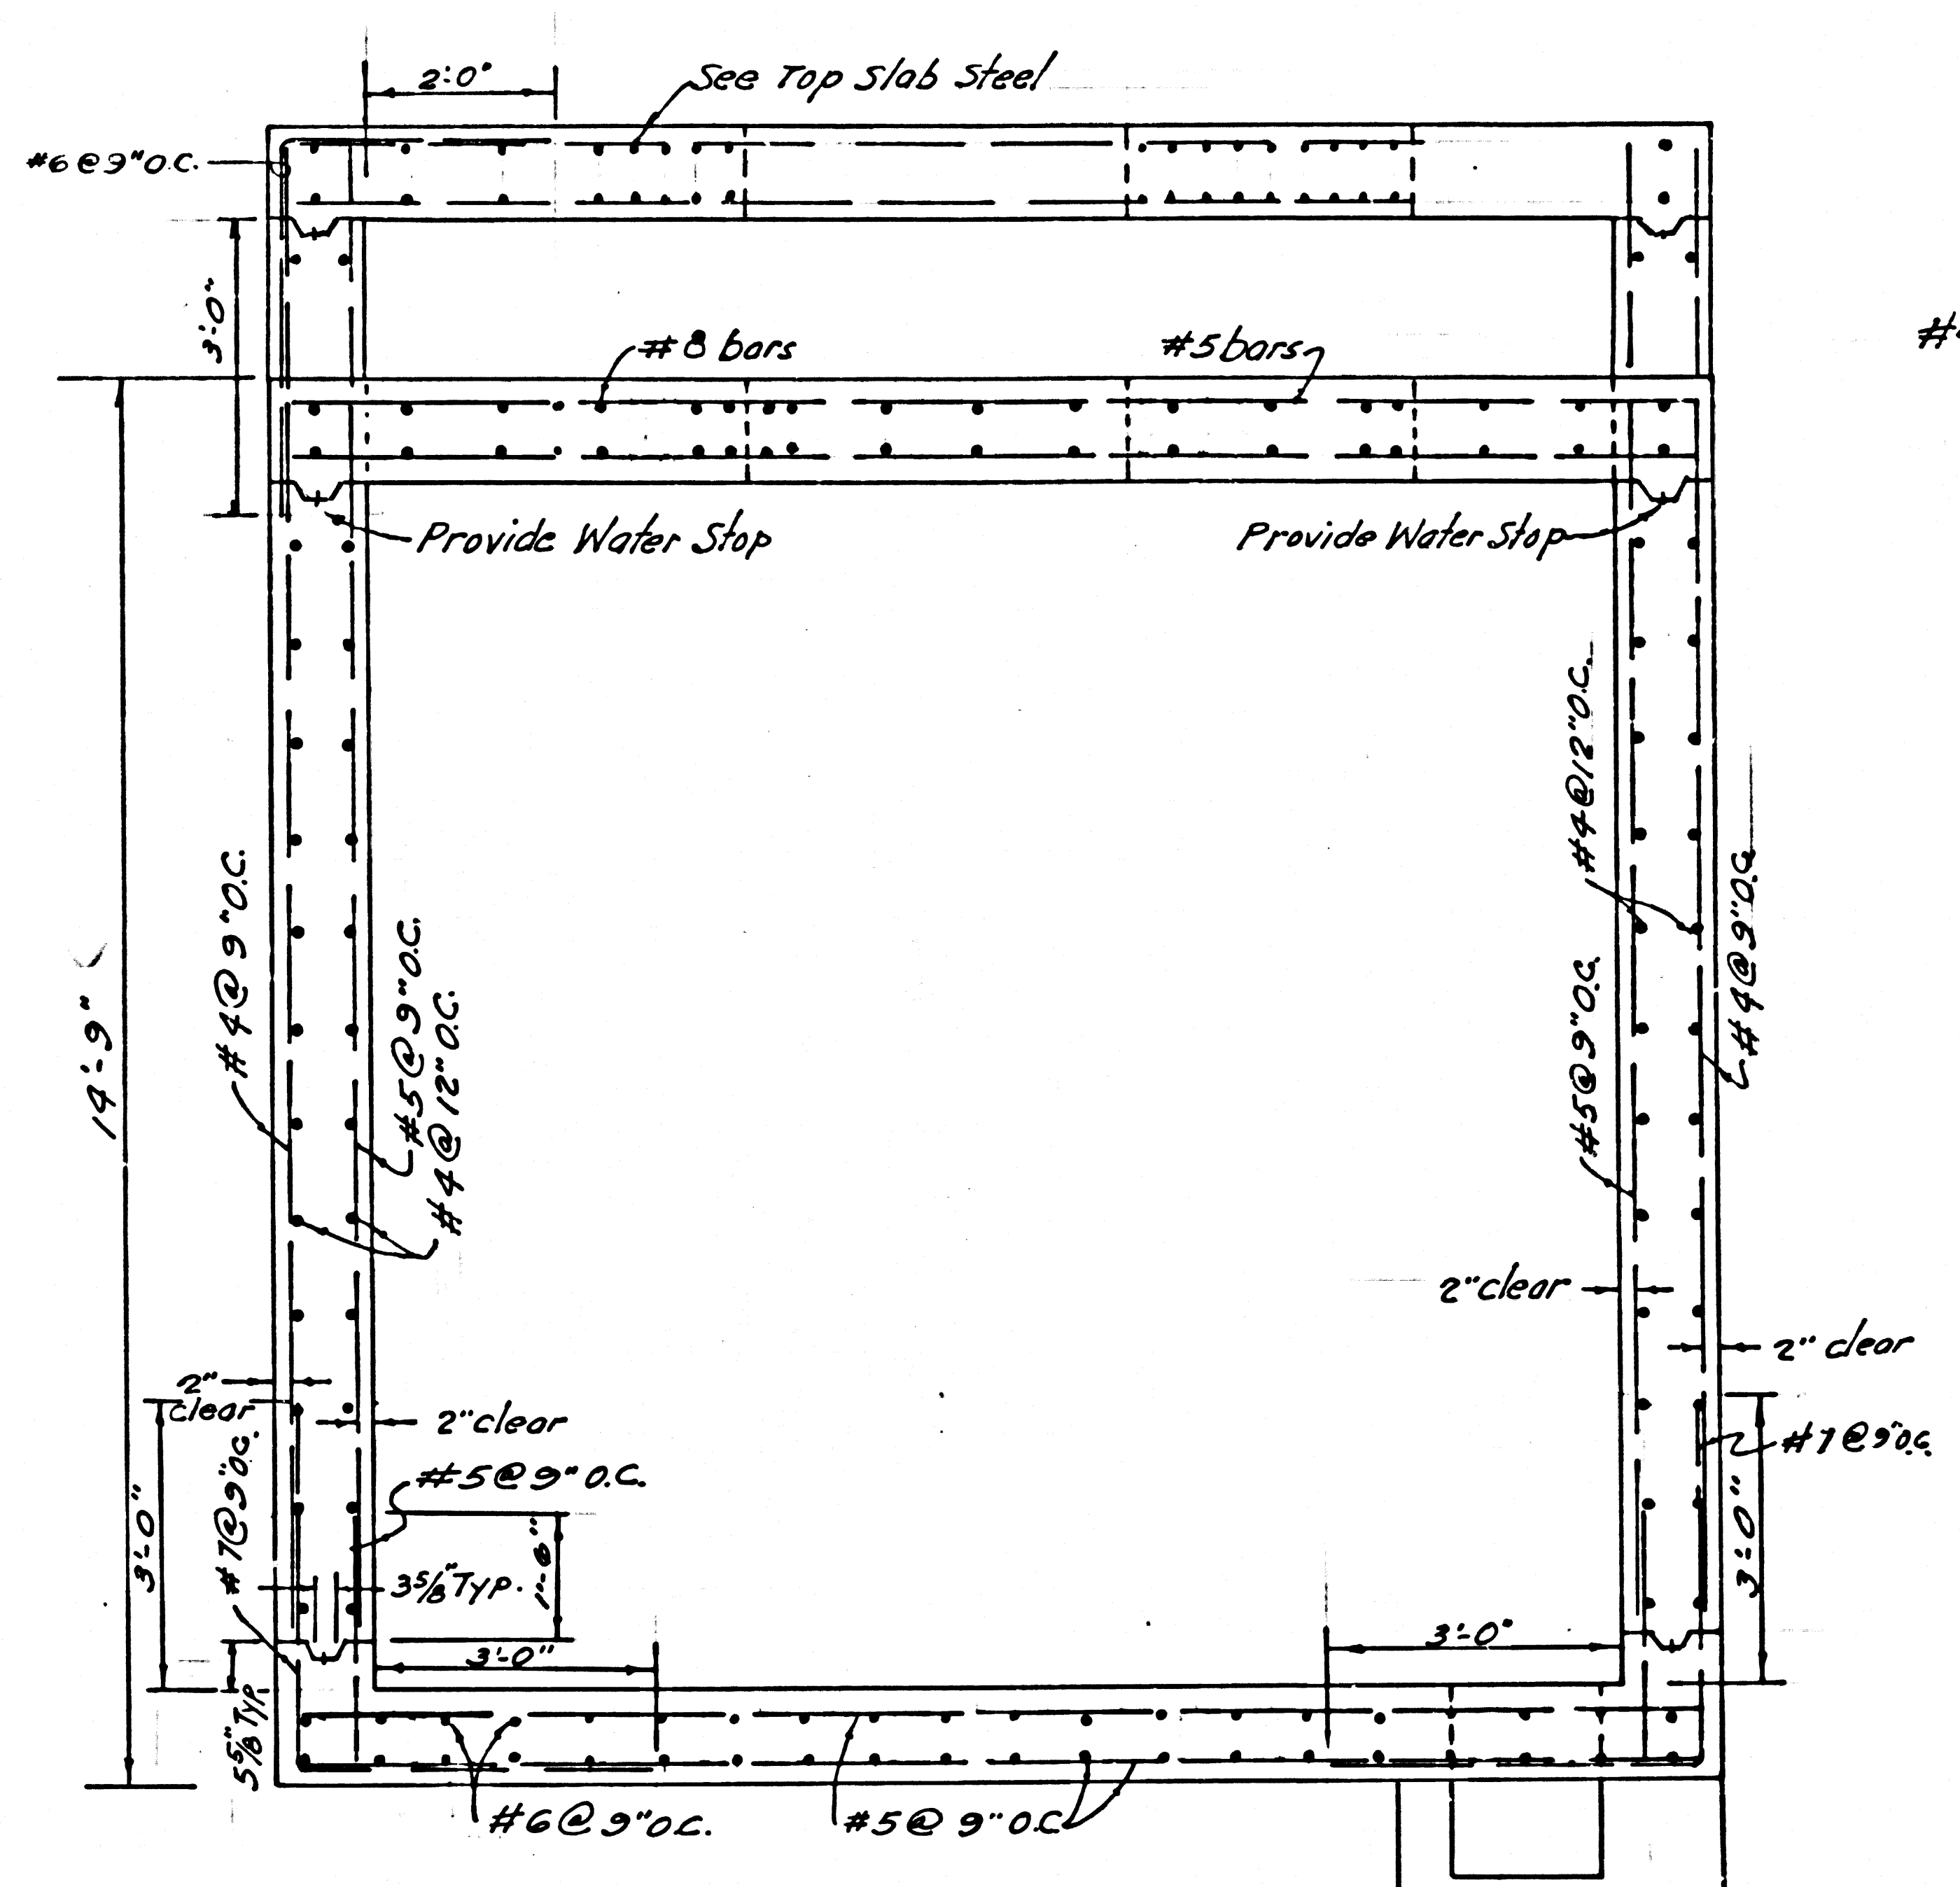 2'-0"
See Top Slab Steel
#6 @ 9" O.C.
3'-0"
#8 bars
#5 bars
Provide Water Stop
Provide Water Stop
14'-9"
#4 @ 9" O.C.
#5 @ 9" O.C.
#4 @ 12" O.C.
#4 @ 12" O.C.
#5 @ 9" O.C.
#4 @ 9" O.C.
2" clear
2" clear
2"
clear
2" clear
#7 @ 9" O.C.
#5 @ 9" O.C.
#7 @ 9" O.C.
3'-0"
3 5/8" Typ.
1'-6"
3'-0"
3'-0"
3'-0"
5 5/8" Typ.
#6 @ 9" O.C.
#5 @ 9" O.C.